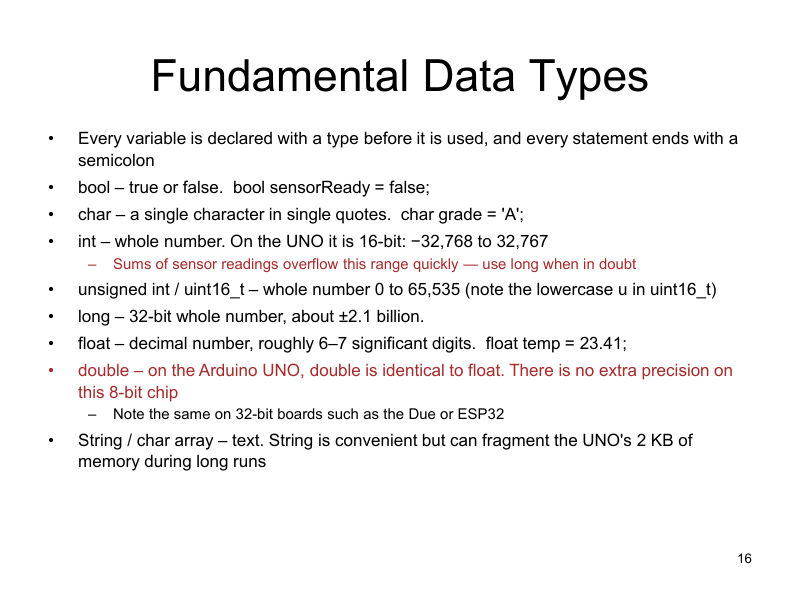 Fundamental Data Types
• Every variable is declared with a type before it is used, and every statement ends with a
semicolon
• bool – true or false.  bool sensorReady = false;
• char – a single character in single quotes.  char grade = 'A';
• int – whole number. On the UNO it is 16-bit: −32,768 to 32,767
– Sums of sensor readings overflow this range quickly — use long when in doubt
• unsigned int / uint16_t – whole number 0 to 65,535 (note the lowercase u in uint16_t)
• long – 32-bit whole number, about ±2.1 billion.
• float – decimal number, roughly 6–7 significant digits.  float temp = 23.41;
• double – on the Arduino UNO, double is identical to float. There is no extra precision on
this 8-bit chip
– Note the same on 32-bit boards such as the Due or ESP32
• String / char array – text. String is convenient but can fragment the UNO's 2 KB of
memory during long runs
16